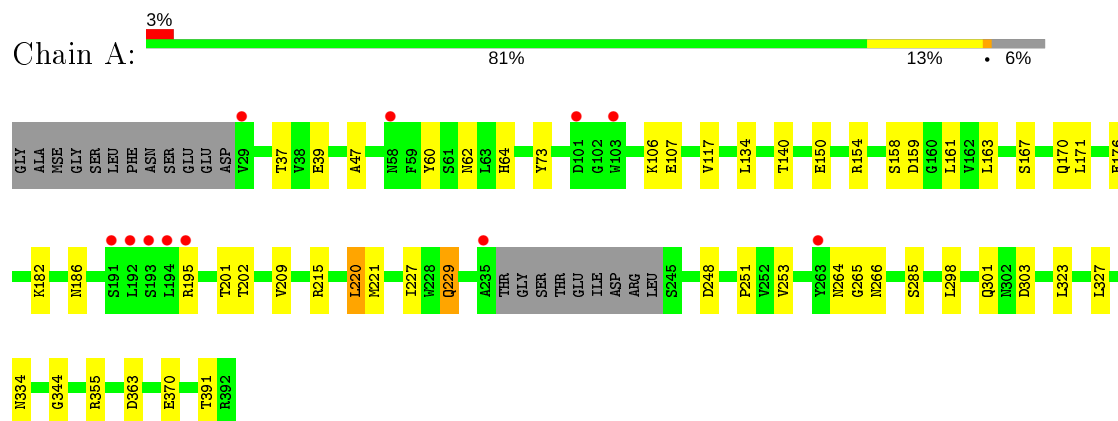 3%
Chain A:
81% 13% • 6%
GLY ALA MSE GLY SER LEU PHE ASN SER GLU GLU ASP V29 T37 V38 E39 A47 N58 F59 Y60 S61 N62 L63 H64 Y73 D101 G102 W103 K106 E107 V117 L134 T140 E150 R154 S158 D159 G160 L161 V162 L163 S167 Q170 L171
K182 N186 S191 L192 S193 L194 R195 T201 T202 V209 R215 L220 M221 I227 W228 Q229 A235 THR GLY SER THR GLU ILE ASP ARG LEU S245 D248 P251 V252 V253 Y263 N264 G265 N266 S285 L298 Q301 N302 D303 L323 L327
N334 G344 R355 D363 E370 T391 R392